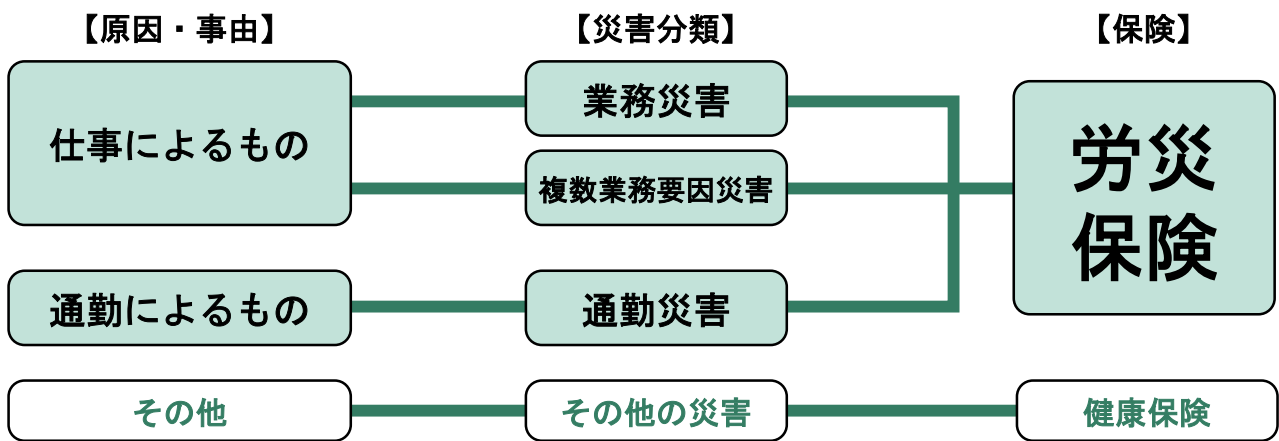 【原因・事由】
【災害分類】
【保険】
仕事によるもの
業務災害
複数業務要因災害
労災
保険
通勤によるもの
通勤災害
その他
その他の災害
健康保険